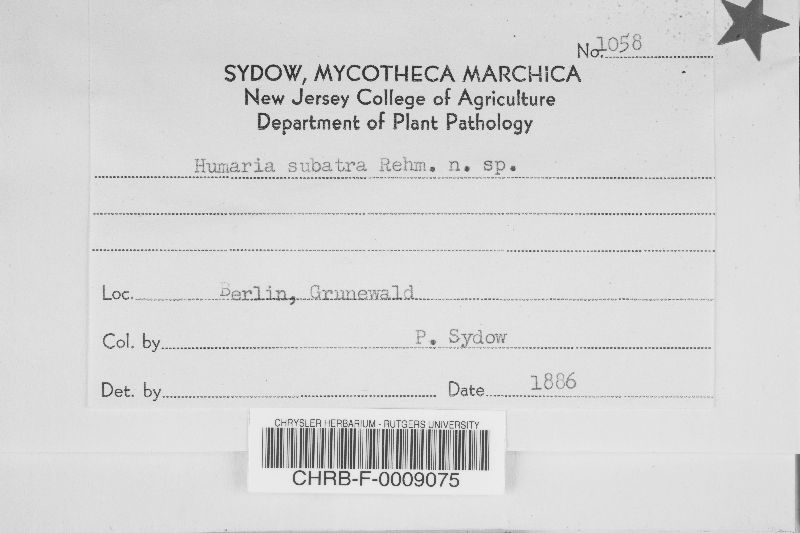 No. 1058
SYDOW, MYCOTHECA MARCHICA
New Jersey College of Agriculture
Department of Plant Pathology
Humaria subatra Rehm. n. sp.
Loc. Berlin, Grunewald
Col. by P. Sydow
Det. by Date 1886
CHRYSLER HERBARIUM - RUTGERS UNIVERSITY
CHRB-F-0009075